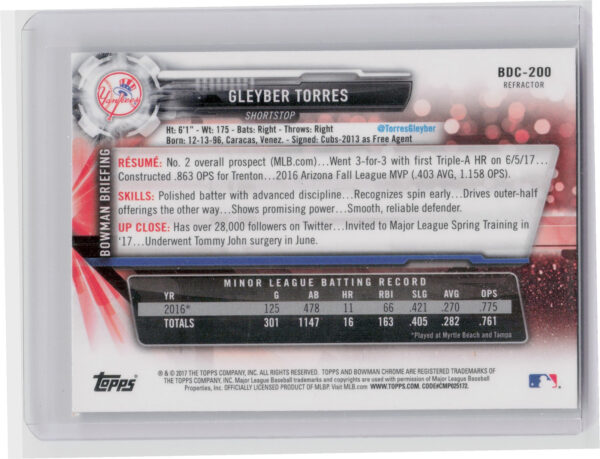 BDC-200
REFRACTOR
Yankees
GLEYBER TORRES
SHORTSTOP
Ht: 6'1" - Wt: 175 - Bats: Right - Throws: Right
@TorresGleyber
Born: 12-13-96, Caracas, Venez. - Signed: Cubs-2013 as Free Agent
BOWMAN BRIEFING
RÉSUMÉ: No. 2 overall prospect (MLB.com)...Went 3-for-3 with first Triple-A HR on 6/5/17...
Constructed .863 OPS for Trenton...2016 Arizona Fall League MVP (.403 AVG, 1.158 OPS).
SKILLS: Polished batter with advanced discipline...Recognizes spin early...Drives outer-half
offerings the other way...Shows promising power...Smooth, reliable defender.
UP CLOSE: Has over 28,000 followers on Twitter...Invited to Major League Spring Training in
'17...Underwent Tommy John surgery in June.
MINOR LEAGUE BATTING RECORD
YR G AB HR RBI SLG AVG OPS
2016* 125 478 11 66 .421 .270 .775
TOTALS 301 1147 16 163 .405 .282 .761
*Played at Myrtle Beach and Tampa
Topps
® & © 2017 THE TOPPS COMPANY, INC. ALL RIGHTS RESERVED. TOPPS AND BOWMAN CHROME ARE REGISTERED TRADEMARKS OF
THE TOPPS COMPANY, INC. Major League Baseball trademarks and copyrights are used with permission of Major League Baseball
Properties, Inc. OFFICIALLY LICENSED PRODUCT OF MLBP. Visit MLB.com WWW.TOPPS.COM. CODE#CMP025172.